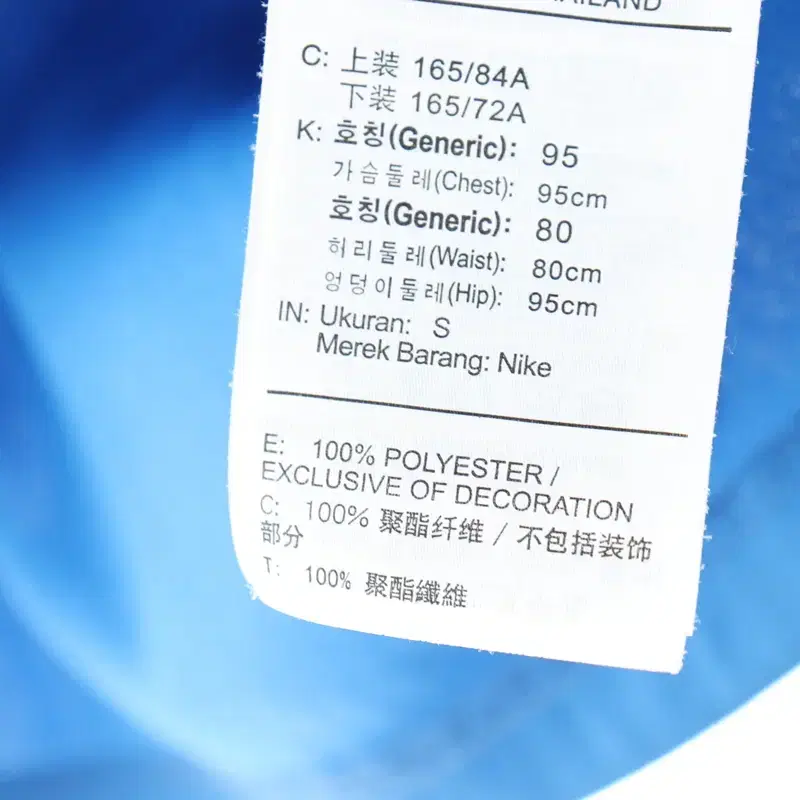 C: 上装 165/84A
下装 165/72A
K: 호칭(Generic): 95
가슴둘레(Chest): 95cm
호칭(Generic): 80
허리둘레(Waist): 80cm
엉덩이둘레(Hip): 95cm
IN: Ukuran: S
Merek Barang: Nike
E: 100% POLYESTER /
EXCLUSIVE OF DECORATION
C: 100% 聚酯纤维 / 不包括装饰
部分
T: 100% 聚酯纖維